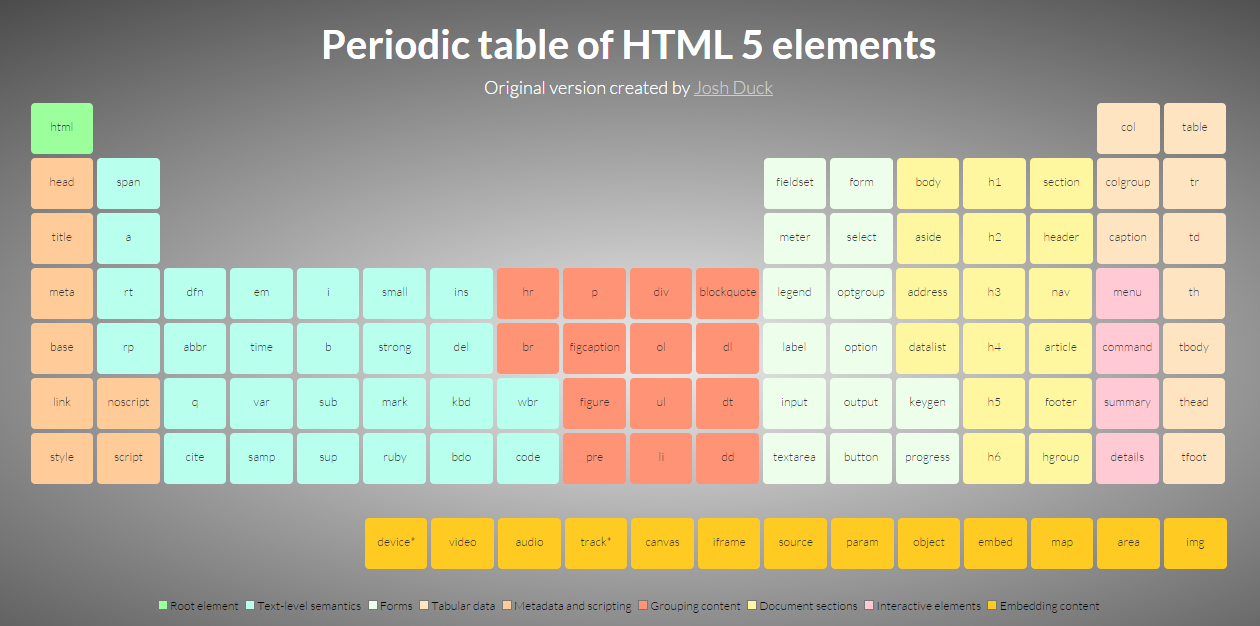 Periodic table of HTML 5 elements
Original version created by Josh Duck
html col table
head span fieldset form body h1 section colgroup tr
title a meter select aside h2 header caption td
meta rt dfn em i small ins hr p div blockquote legend optgroup address h3 nav menu th
base rp abbr time b strong del br figcaption ol dl label option datalist h4 article command tbody
link noscript q var sub mark kbd wbr figure ul dt input output keygen h5 footer summary thead
style script cite samp sup ruby bdo code pre li dd textarea button progress h6 hgroup details tfoot
device* video audio track* canvas iframe source param object embed map area img
Root element Text-level semantics Forms Tabular data Metadata and scripting Grouping content Document sections Interactive elements Embedding content